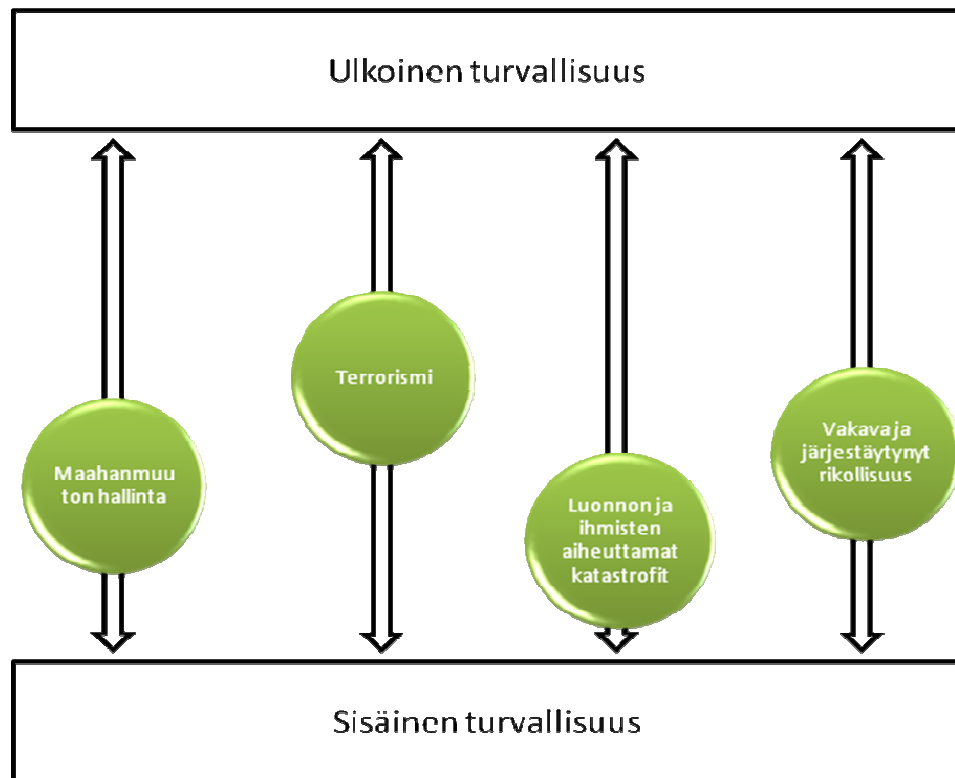 Ulkoinen turvallisuus
Terrorismi
Maahanmuu
ton hallinta
Vakava ja
järjestäytynyt
rikollisuus
Luonnon ja
ihmisten
aiheuttamat
katastrofit
Sisäinen turvallisuus